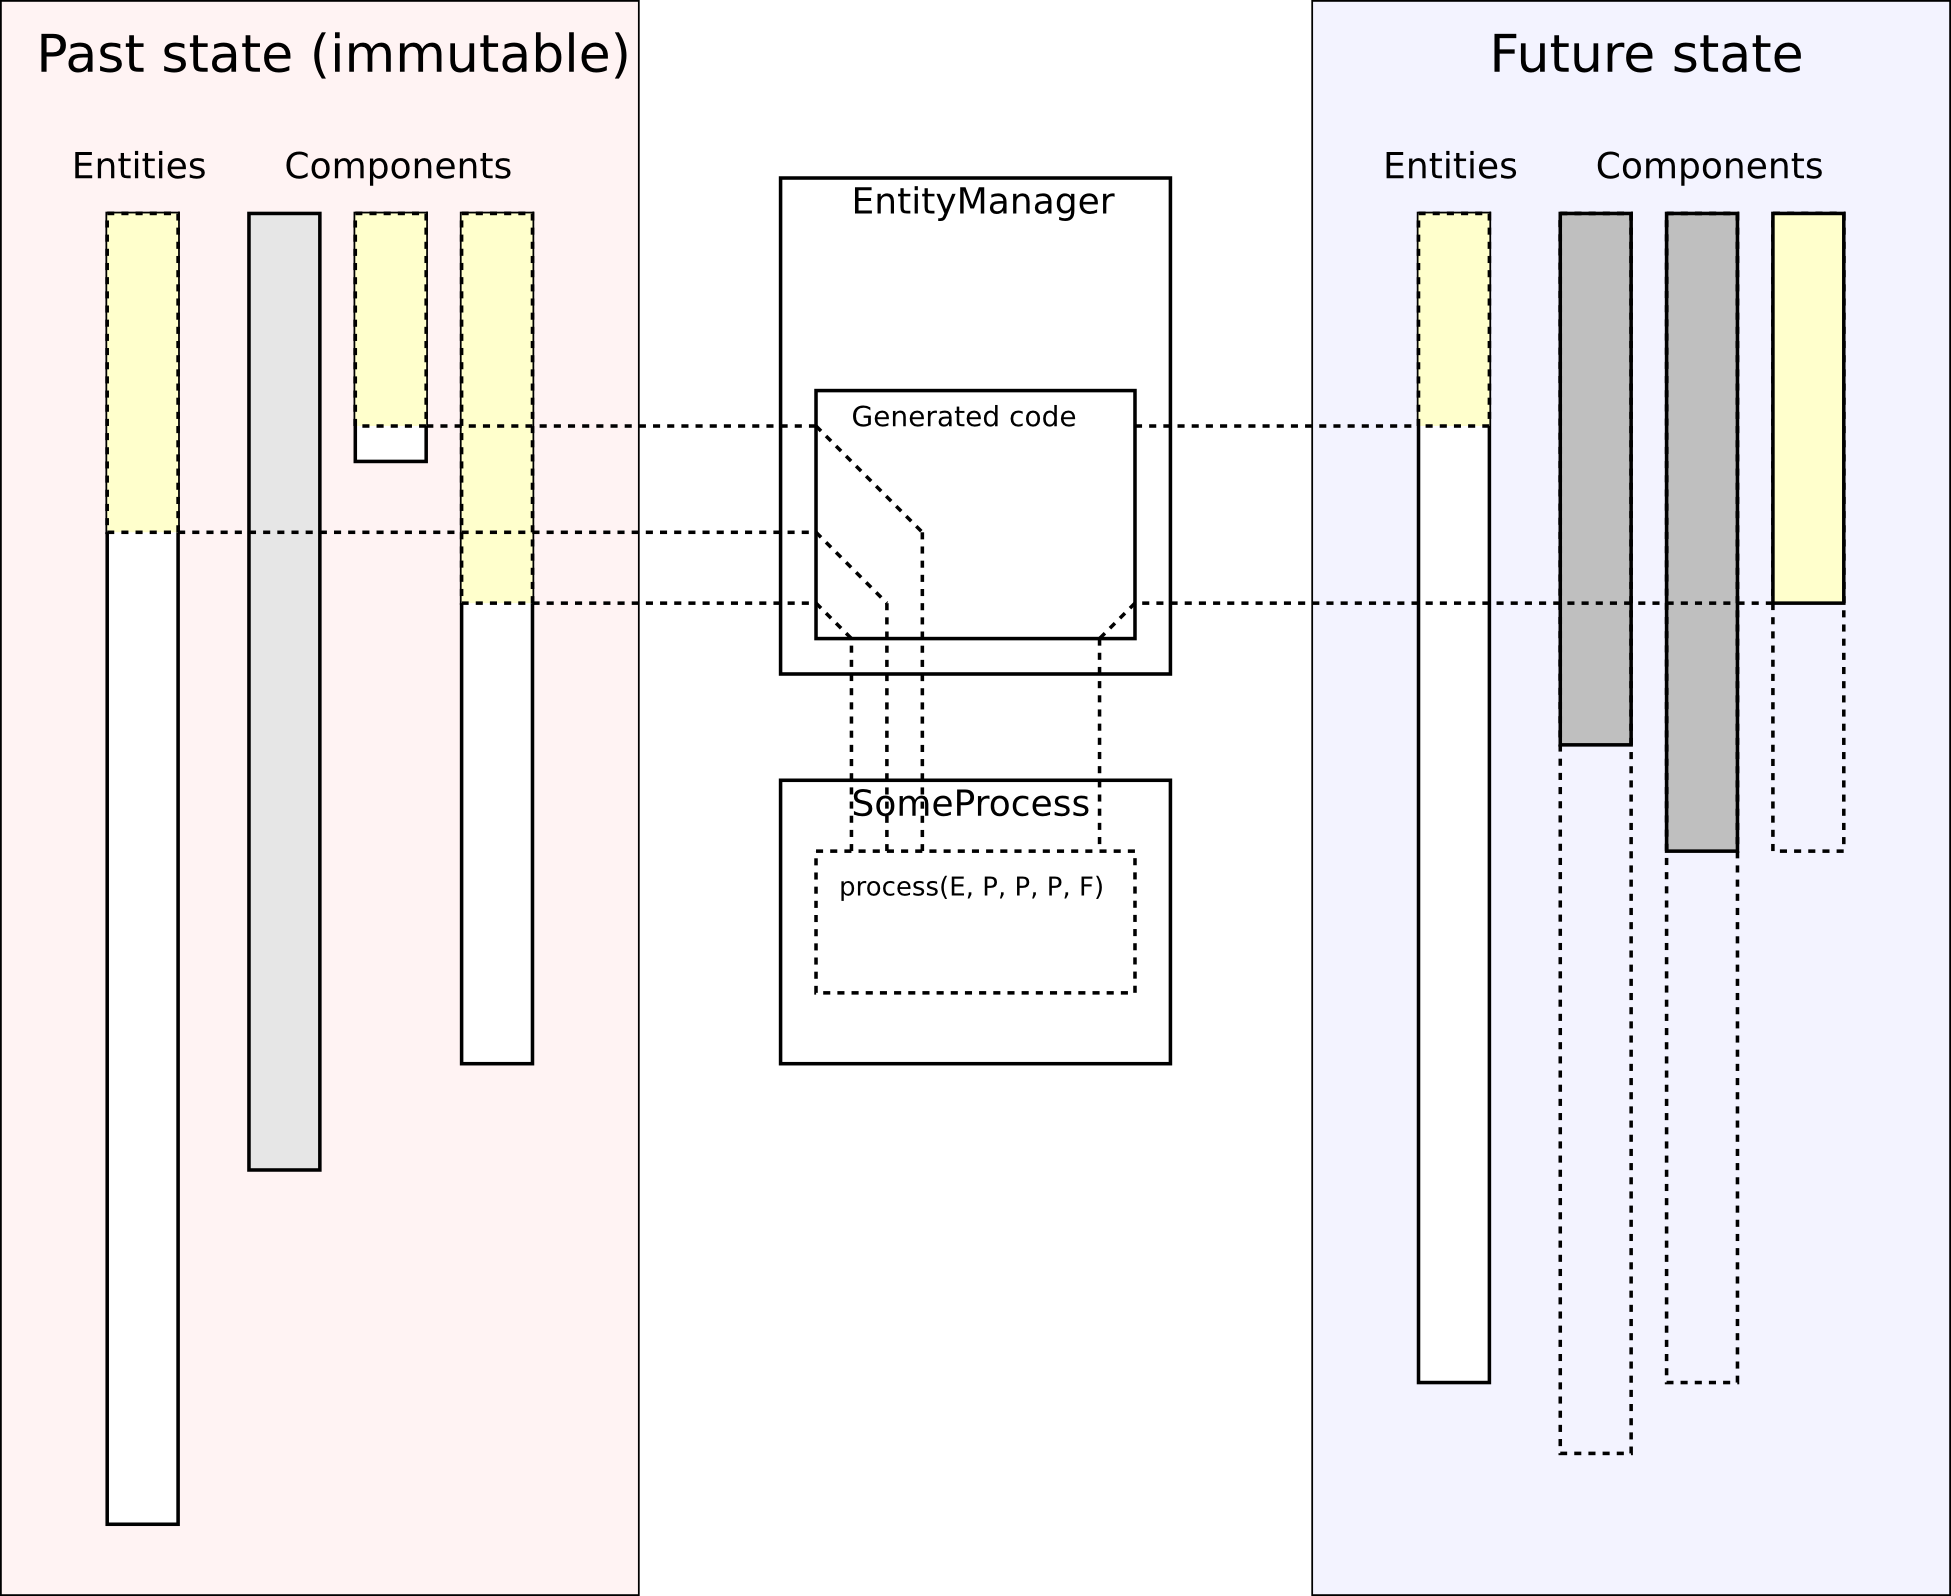 Past state (immutable)
Entities
Components
EntityManager
Generated code
SomeProcess
process(E, P, P, P, F)
Future state
Entities
Components